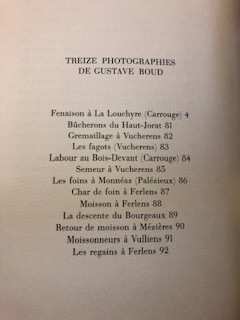 TREIZE PHOTOGRAPHIES
DE GUSTAVE ROUD
Fenaison à La Louchyre (Carrouge) 4
Bûcherons du Haut-Jorat 81
Gremaillage à Vucherens 82
Les fagots (Vucherens) 83
Labour au Bois-Devant (Carrouge) 84
Semeur à Vucherens 85
Les foins à Monnéaz (Palézieux) 86
Char de foin à Ferlens 87
Moisson à Ferlens 88
La descente du Bourgeaux 89
Retour de moisson à Mézières 90
Moissonneurs à Vulliens 91
Les regains à Ferlens 92